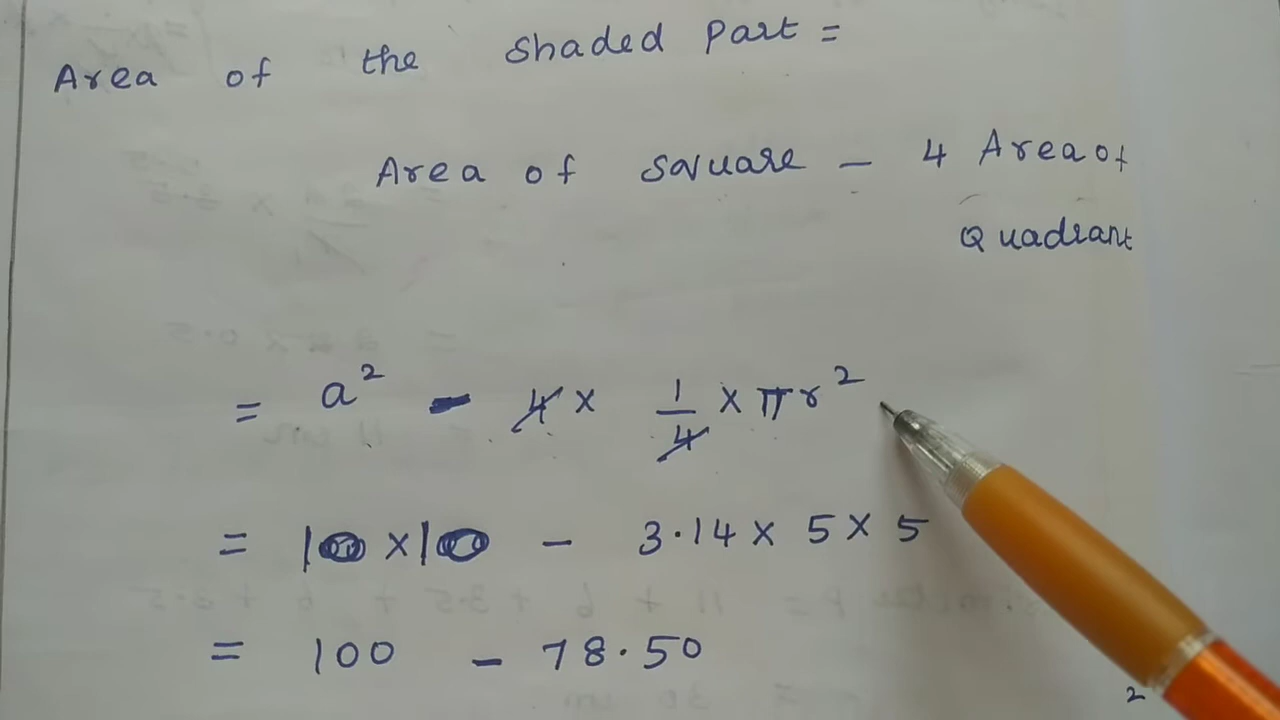 Area of the shaded Part =
Area of square - 4 Area of
Quadrant
= a² - 4 × 1/4 × πr²
= 10 × 10 - 3.14 × 5 × 5
= 100 - 78.50
2